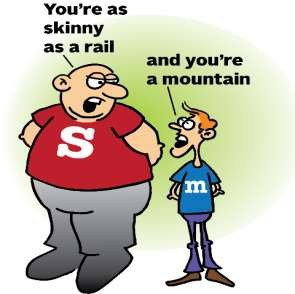 You're as
skinny
as a rail
and you're
a mountain
S
m